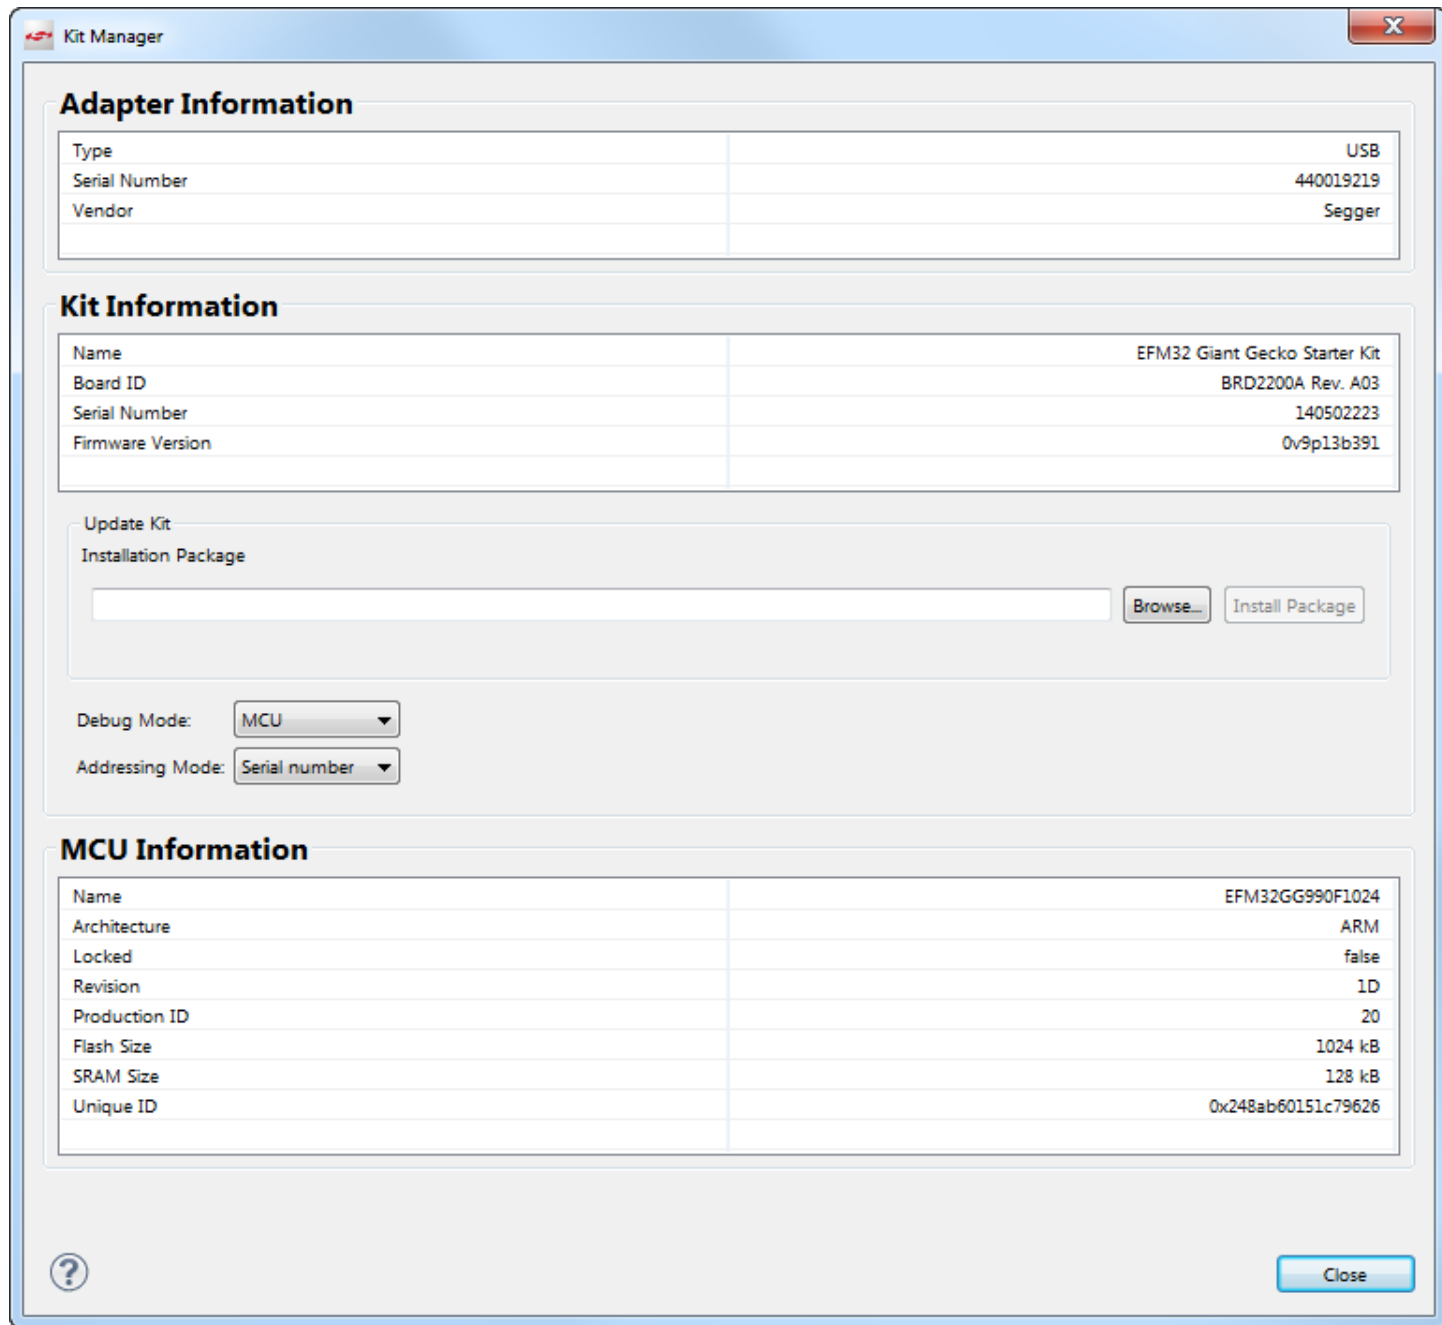 Kit Manager
Adapter Information
Type USB
Serial Number 440019219
Vendor Segger
Kit Information
Name EFM32 Giant Gecko Starter Kit
Board ID BRD2200A Rev. A03
Serial Number 140502223
Firmware Version 0v9p13b391
Update Kit
Installation Package
Browse... Install Package
Debug Mode: MCU
Addressing Mode: Serial number
MCU Information
Name EFM32GG990F1024
Architecture ARM
Locked false
Revision 1D
Production ID 20
Flash Size 1024 kB
SRAM Size 128 kB
Unique ID 0x248ab60151c79626
? Close